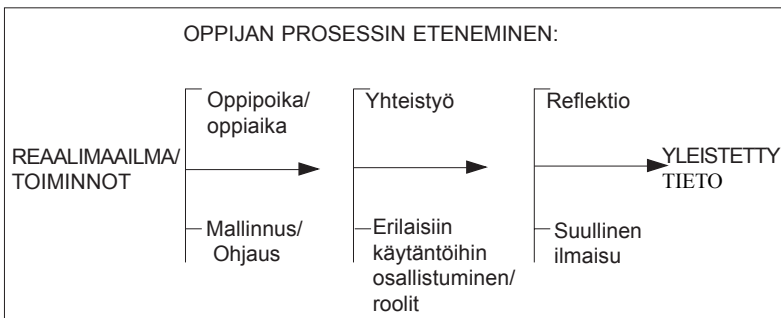 OPPIJAN PROSESSIN ETENEMINEN:
Oppipoika/
oppiaika
Yhteistyö
Reflektio
REAALIMAAILMA/
TOIMINNOT
YLEISTETTY
TIETO
Mallinnus/
Ohjaus
Erilaisiin
käytäntöihin
osallistuminen/
roolit
Suullinen
ilmaisu